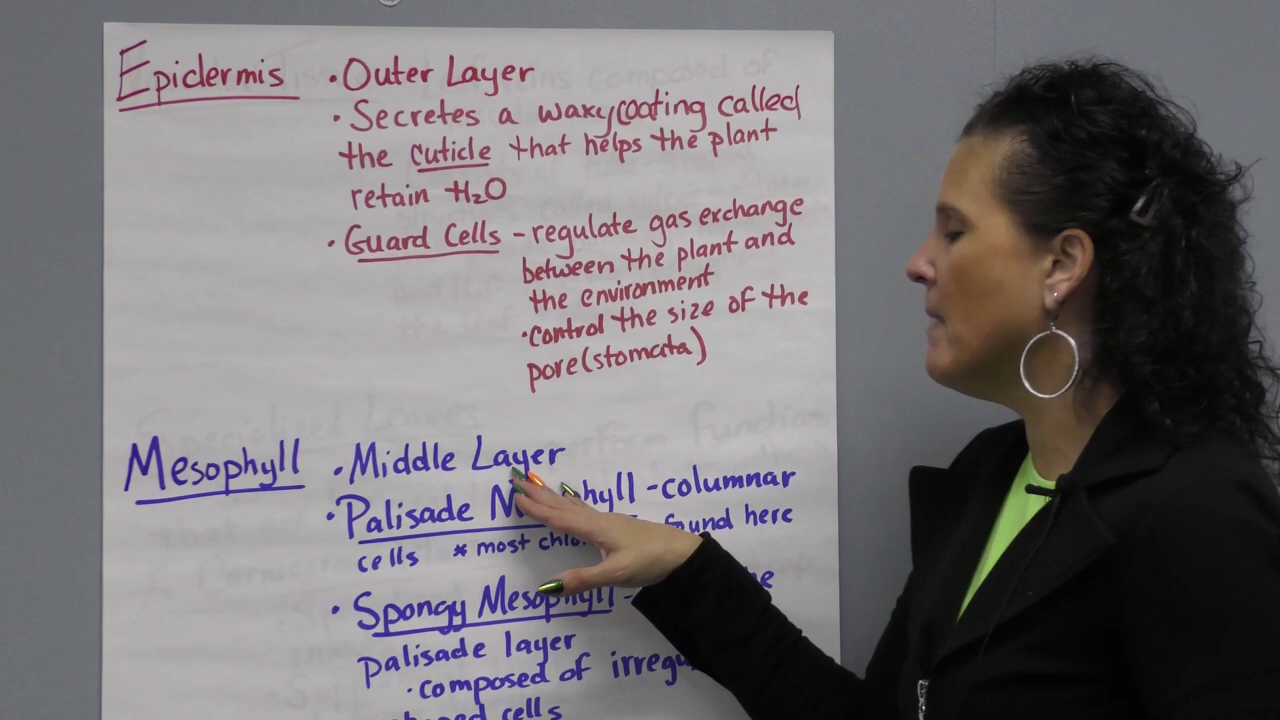 Epidermis • Outer Layer
• Secretes a waxy coating called
the cuticle that helps the plant
retain H₂O
• Guard Cells - regulate gas exchange
between the plant and
the environment
• control the size of the
pore (stomata)
Mesophyll • Middle Layer
• Palisade M hyll - columnar
cells * most found here
• Spongy Mesophyll -
palisade layer
• composed of
cells